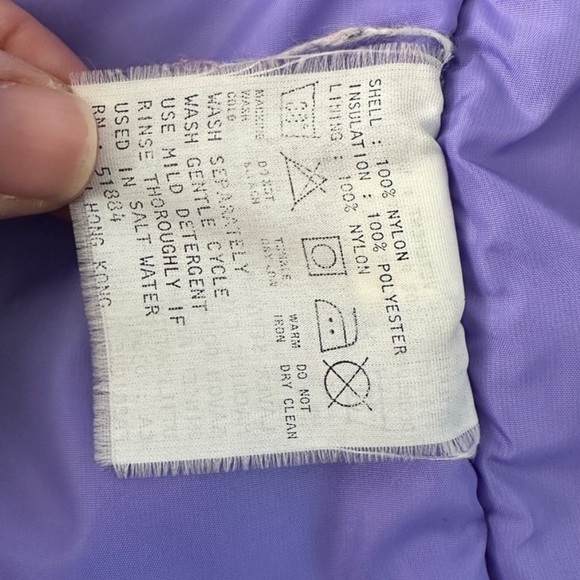 SHELL : 100% NYLON
INSULATION : 100% POLYESTER
LINING : 100% NYLON
MACHINE WASH COLD
DO NOT BLEACH
TUMBLE DRY
WARM IRON
DO NOT DRY CLEAN
WASH SEPARATELY
WASH GENTLE CYCLE
USE MILD DETERGENT
RINSE THOROUGHLY IF
USED IN SALT WATER
RN : 51884
HONG KONG